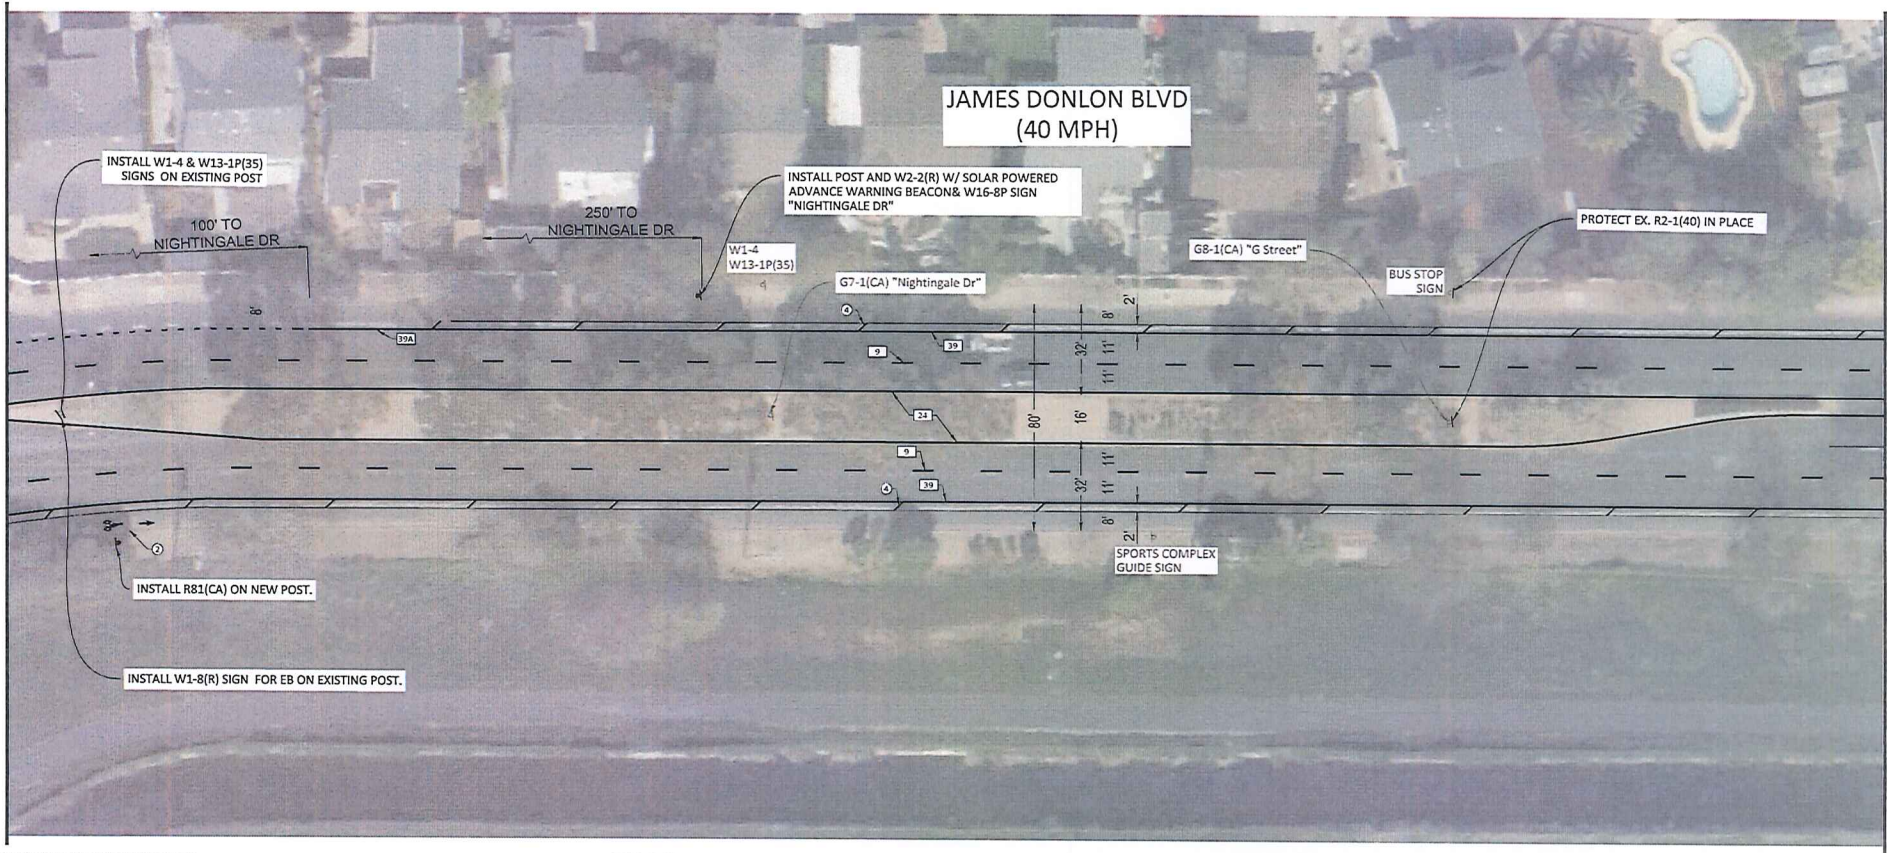 JAMES DONLON BLVD
(40 MPH)
INSTALL W1-4 & W13-1P(35)
SIGNS ON EXISTING POST
INSTALL POST AND W2-2(R) W/ SOLAR POWERED
ADVANCE WARNING BEACON& W16-8P SIGN
"NIGHTINGALE DR"
100' TO
NIGHTINGALE DR
250' TO
NIGHTINGALE DR
PROTECT EX. R2-1(40) IN PLACE
W1-4
W13-1P(35)
G8-1(CA) "G Street"
G7-1(CA) "Nightingale Dr"
BUS STOP
SIGN
8'
4
2'
8'
39A
9
39
32'
11'
11'
24
80'
16'
9
11'
4
39
32'
11'
8'
2'
2
SPORTS COMPLEX
GUIDE SIGN
INSTALL R81(CA) ON NEW POST.
INSTALL W1-8(R) SIGN FOR EB ON EXISTING POST.